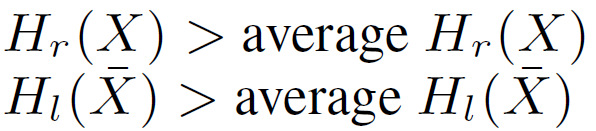 H_r(X) > average H_r(X)
H_l(X̄) > average H_l(X̄)